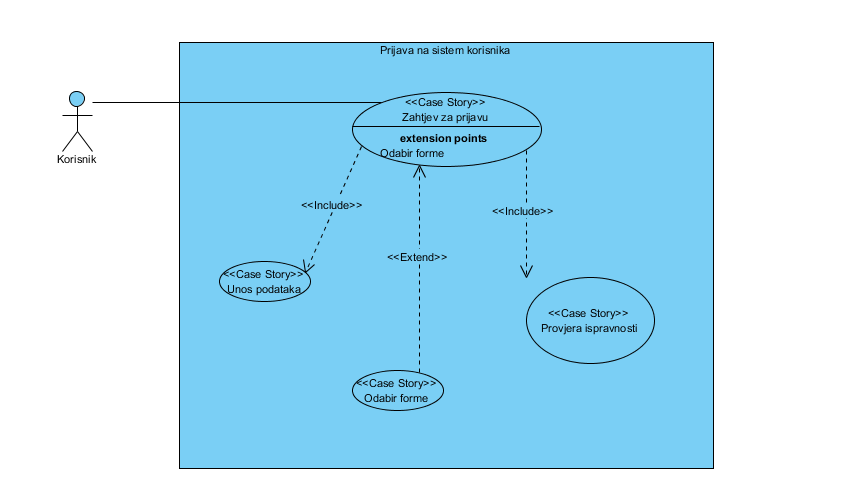 Prijava na sistem korisnika
<<Case Story>>
Zahtjev za prijavu
extension points
Odabir forme
Korisnik
<<Include>>
<<Include>>
<<Extend>>
<<Case Story>>
Unos podataka
<<Case Story>>
Provjera ispravnosti
<<Case Story>>
Odabir forme